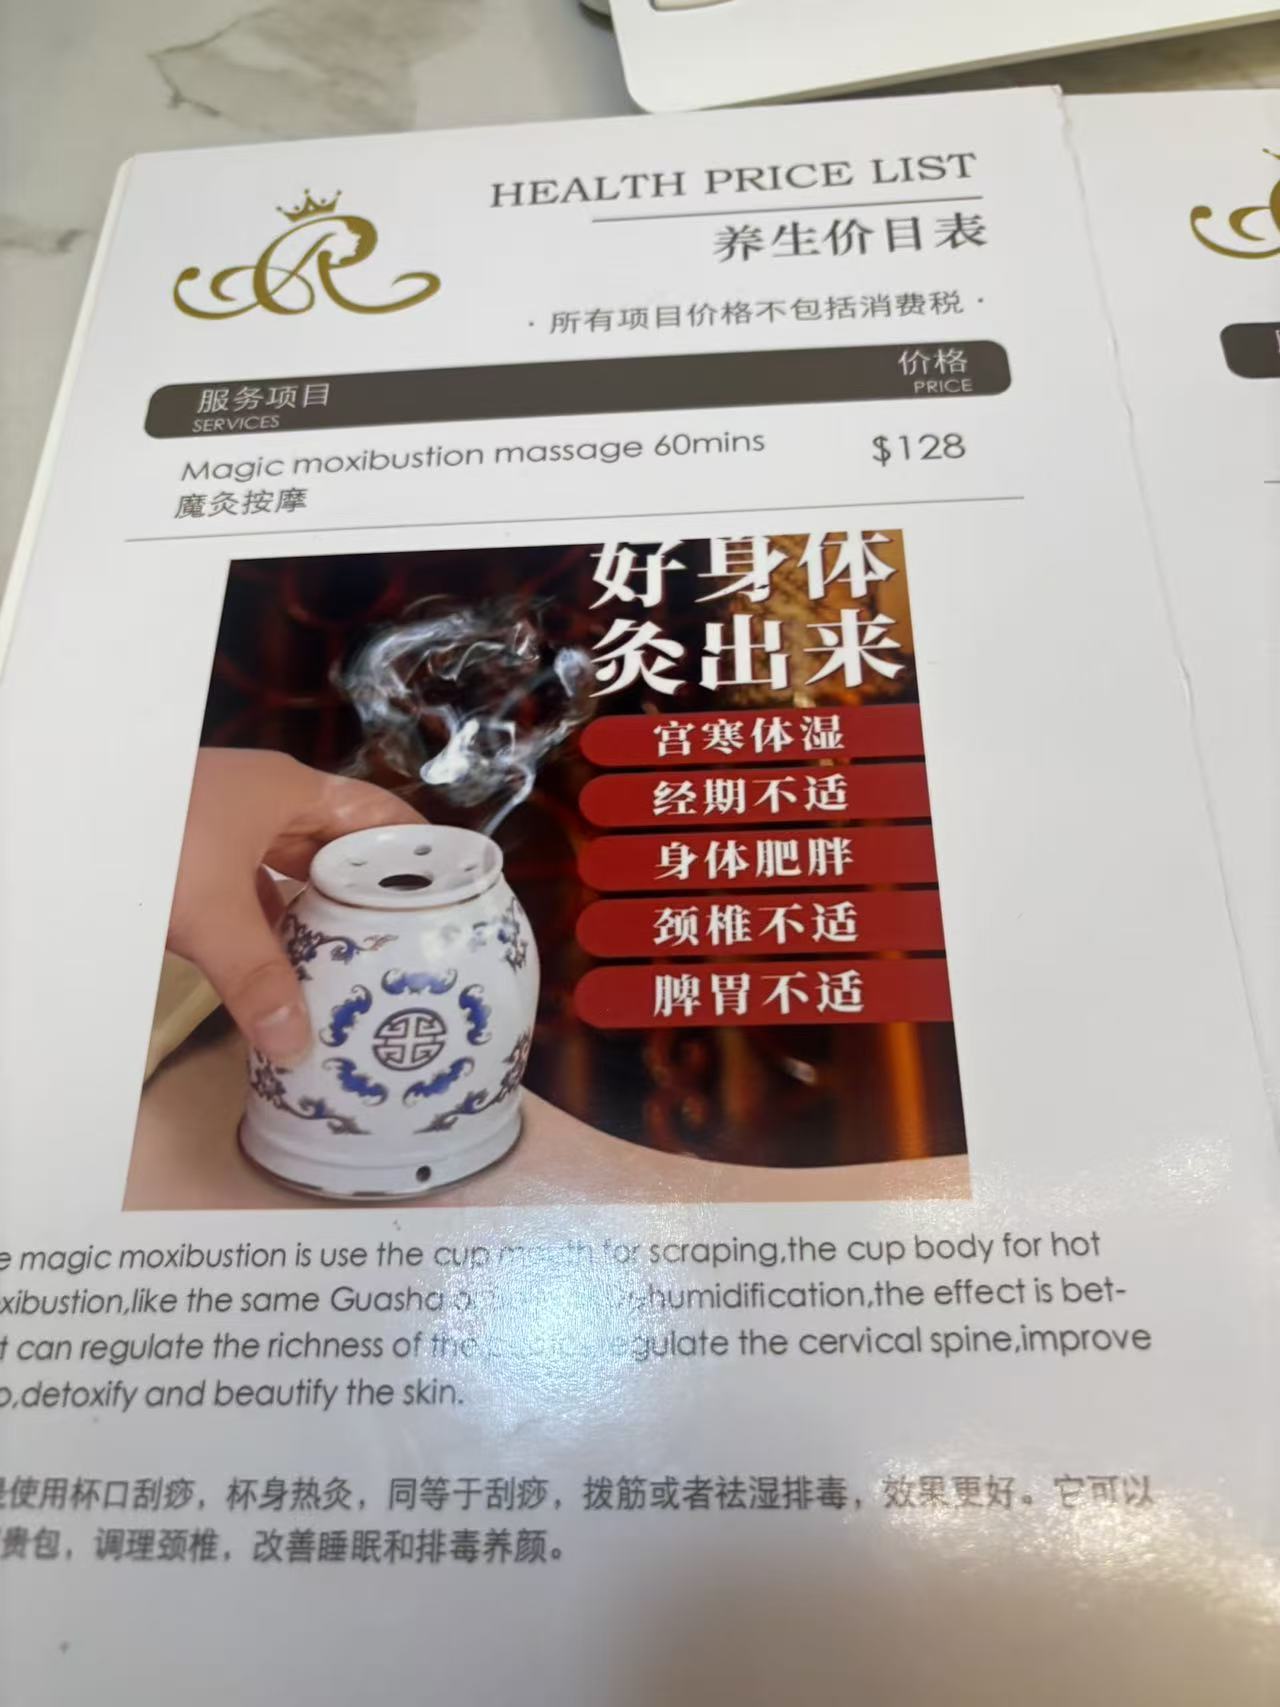 HEALTH PRICE LIST
养生价目表
· 所有项目价格不包括消费税 ·
服务项目 价格
SERVICES PRICE
Magic moxibustion massage 60mins $128
魔灸按摩
好身体
灸出来
宫寒体湿
经期不适
身体肥胖
颈椎不适
脾胃不适
e magic moxibustion is use the cup for scraping,the cup body for hot
xibustion,like the same Guasha humidification,the effect is bet-
t can regulate the richness of the egulate the cervical spine,improve
,detoxify and beautify the skin.
使用杯口刮痧，杯身热灸，同等于刮痧，拨筋或者祛湿排毒，效果更好。它可以
贵包，调理颈椎，改善睡眠和排毒养颜。